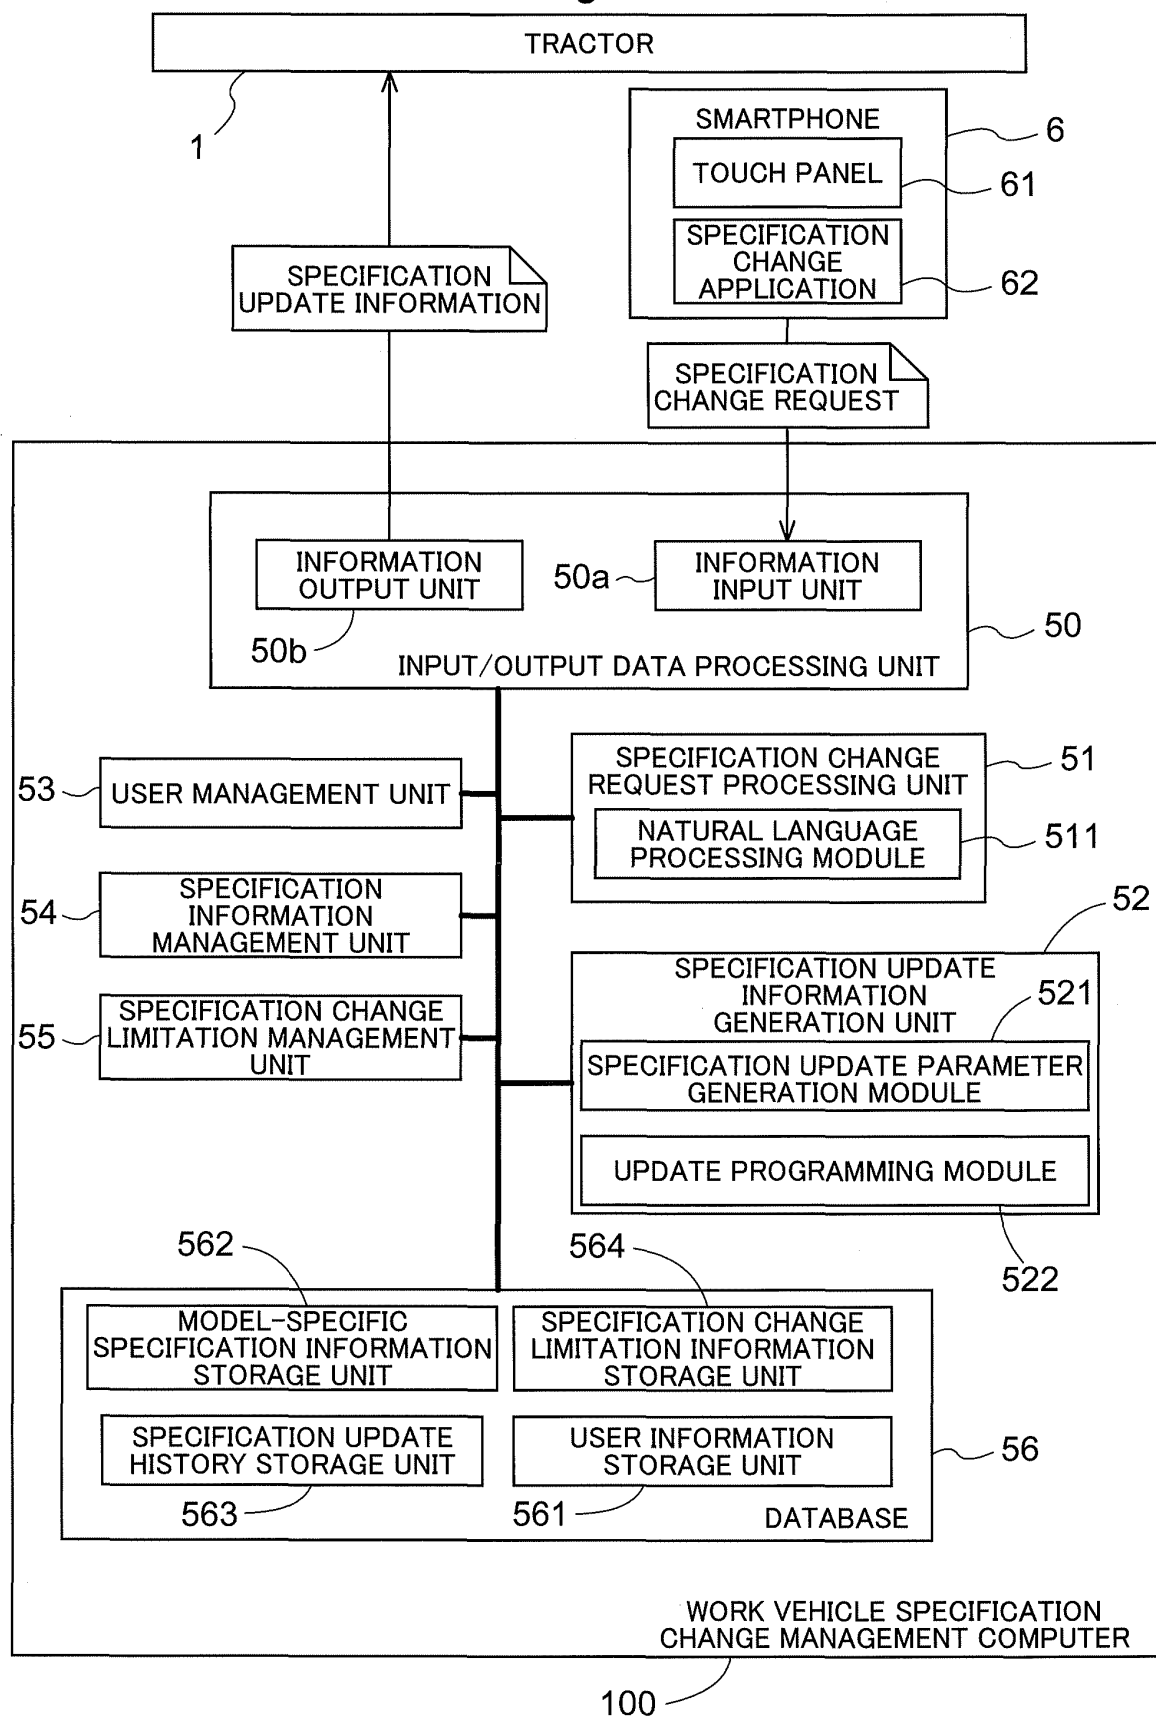 TRACTOR
1
SMARTPHONE
6
TOUCH PANEL
61
SPECIFICATION
CHANGE
APPLICATION
62
SPECIFICATION
UPDATE INFORMATION
SPECIFICATION
CHANGE REQUEST
INFORMATION
OUTPUT UNIT
50b
50a
INFORMATION
INPUT UNIT
50
INPUT/OUTPUT DATA PROCESSING UNIT
53
USER MANAGEMENT UNIT
SPECIFICATION CHANGE
REQUEST PROCESSING UNIT
51
NATURAL LANGUAGE
PROCESSING MODULE
511
54
SPECIFICATION
INFORMATION
MANAGEMENT UNIT
52
SPECIFICATION UPDATE
INFORMATION
GENERATION UNIT
521
55
SPECIFICATION CHANGE
LIMITATION MANAGEMENT
UNIT
SPECIFICATION UPDATE PARAMETER
GENERATION MODULE
UPDATE PROGRAMMING MODULE
522
562
564
MODEL-SPECIFIC
SPECIFICATION INFORMATION
STORAGE UNIT
SPECIFICATION CHANGE
LIMITATION INFORMATION
STORAGE UNIT
SPECIFICATION UPDATE
HISTORY STORAGE UNIT
563
USER INFORMATION
STORAGE UNIT
561
56
DATABASE
WORK VEHICLE SPECIFICATION
CHANGE MANAGEMENT COMPUTER
100